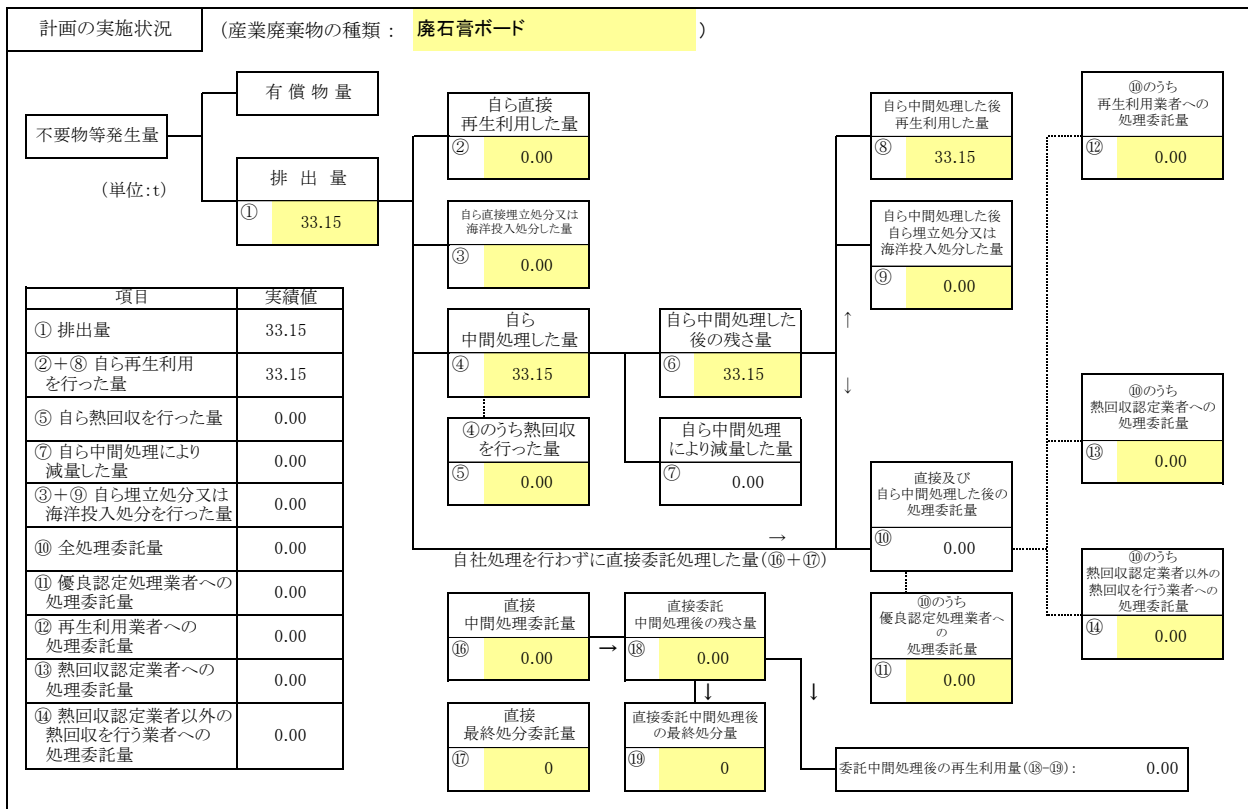 計画の実施状況
(産業廃棄物の種類： 廃石膏ボード )
不要物等発生量
(単位:t)
有 償 物 量
排 出 量
① 33.15
自ら直接
再生利用した量
② 0.00
自ら直接埋立処分又は
海洋投入処分した量
③ 0.00
自ら
中間処理した量
④ 33.15
④のうち熱回収
を行った量
⑤ 0.00
自ら中間処理した
後の残さ量
⑥ 33.15
自ら中間処理
により減量した量
⑦ 0.00
自ら中間処理した後
再生利用した量
⑧ 33.15
自ら中間処理した後
自ら埋立処分又は
海洋投入処分した量
⑨ 0.00
↑
↓
直接及び
自ら中間処理した後の
処理委託量
⑩ 0.00
⑩のうち
再生利用業者への
処理委託量
⑫ 0.00
⑩のうち
熱回収認定業者への
処理委託量
⑬ 0.00
⑩のうち
熱回収認定業者以外の
熱回収を行う業者への
処理委託量
⑭ 0.00
⑩のうち
優良認定処理業者へ
の
処理委託量
⑪ 0.00
→
自社処理を行わずに直接委託処理した量(⑯+⑰)
直接
中間処理委託量
⑯ 0.00
→
直接委託
中間処理後の残さ量
⑱ 0.00
↓
↓
直接
最終処分委託量
⑰ 0
直接委託中間処理後
の最終処分量
⑲ 0
委託中間処理後の再生利用量(⑱-⑲)： 0.00
項目 実績値
① 排出量 33.15
②+⑧ 自ら再生利用
を行った量 33.15
⑤ 自ら熱回収を行った量 0.00
⑦ 自ら中間処理により
減量した量 0.00
③+⑨ 自ら埋立処分又は
海洋投入処分を行った量 0.00
⑩ 全処理委託量 0.00
⑪ 優良認定処理業者への
処理委託量 0.00
⑫ 再生利用業者への
処理委託量 0.00
⑬ 熱回収認定業者への
処理委託量 0.00
⑭ 熱回収認定業者以外の
熱回収を行う業者への
処理委託量 0.00